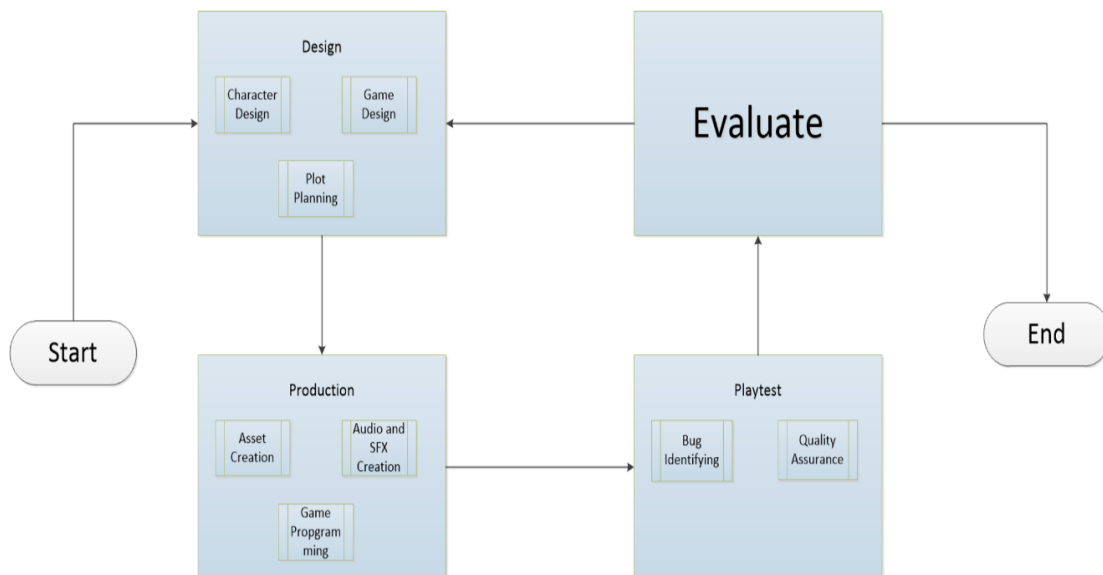 Design
Character
Design
Game
Design
Plot
Planning
Evaluate
Start
End
Production
Asset
Creation
Audio and
SFX
Creation
Game
Propgram
ming
Playtest
Bug
Identifying
Quality
Assurance